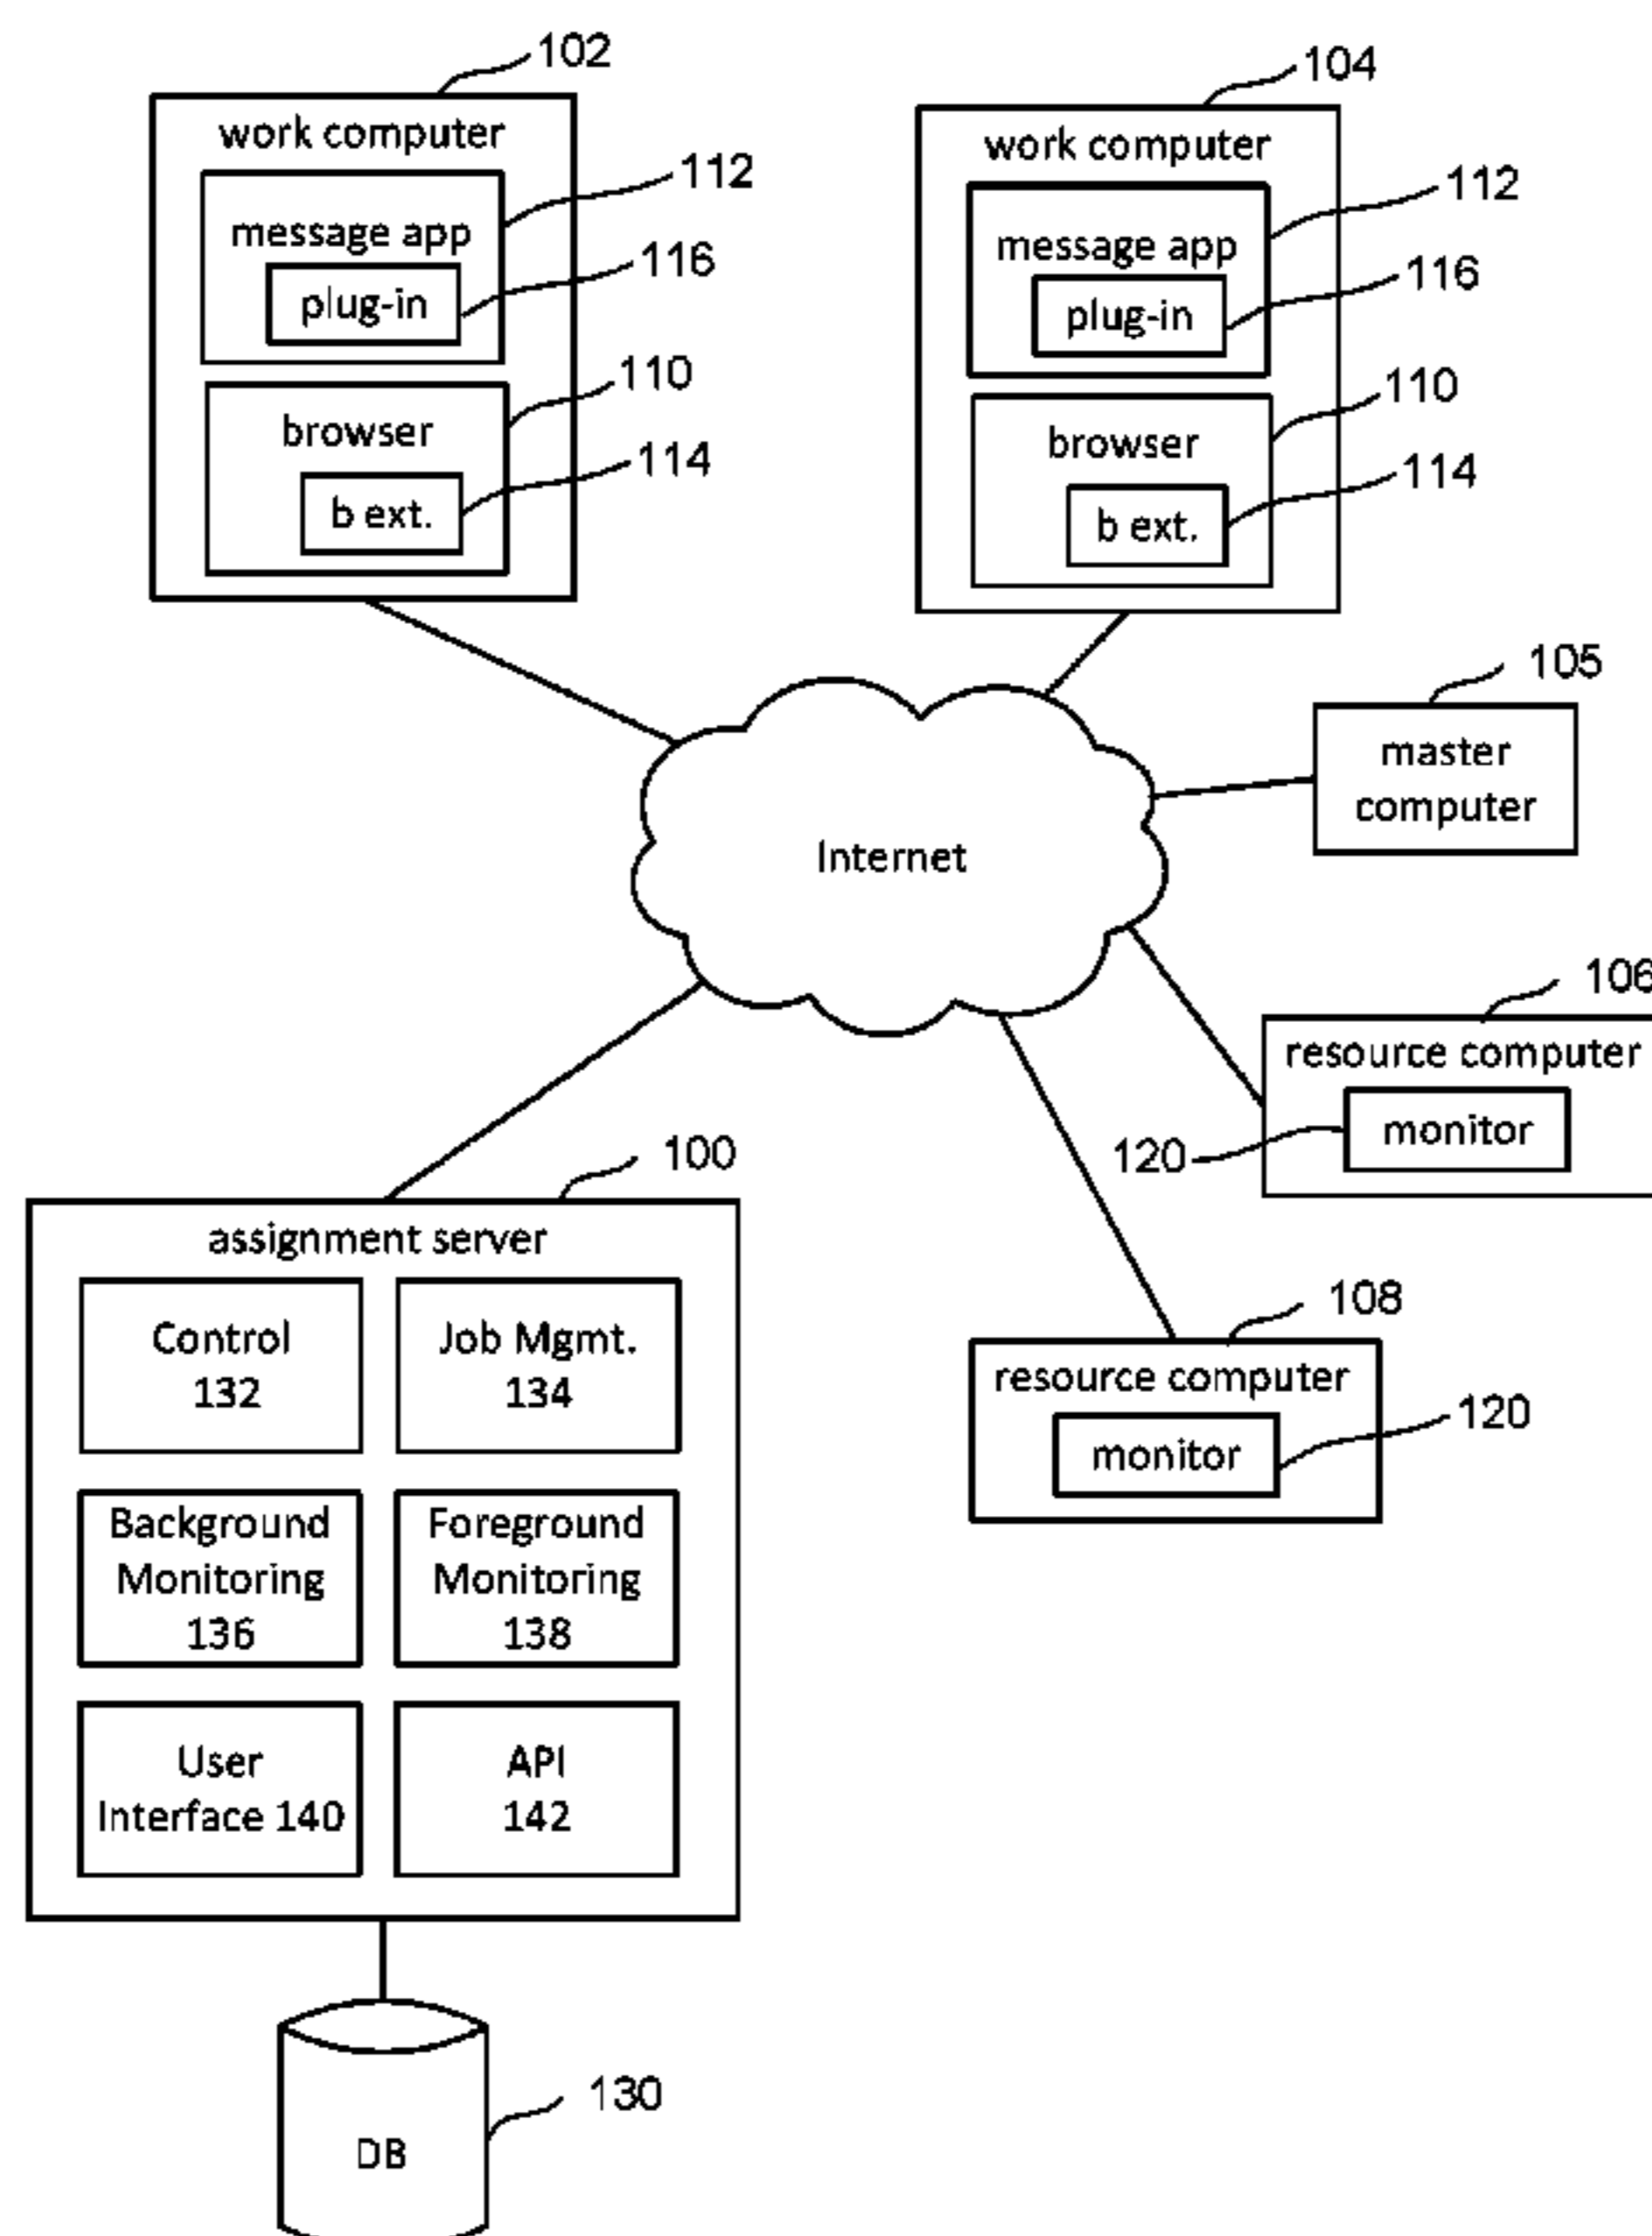 102
work computer
112
message app
116
plug-in
110
browser
114
b ext.
104
work computer
112
message app
116
plug-in
110
browser
114
b ext.
105
master
computer
Internet
106
resource computer
monitor
120
100
assignment server
Control
132
Job Mgmt.
134
Background
Monitoring
136
Foreground
Monitoring
138
User
Interface 140
API
142
108
resource computer
monitor
120
130
DB